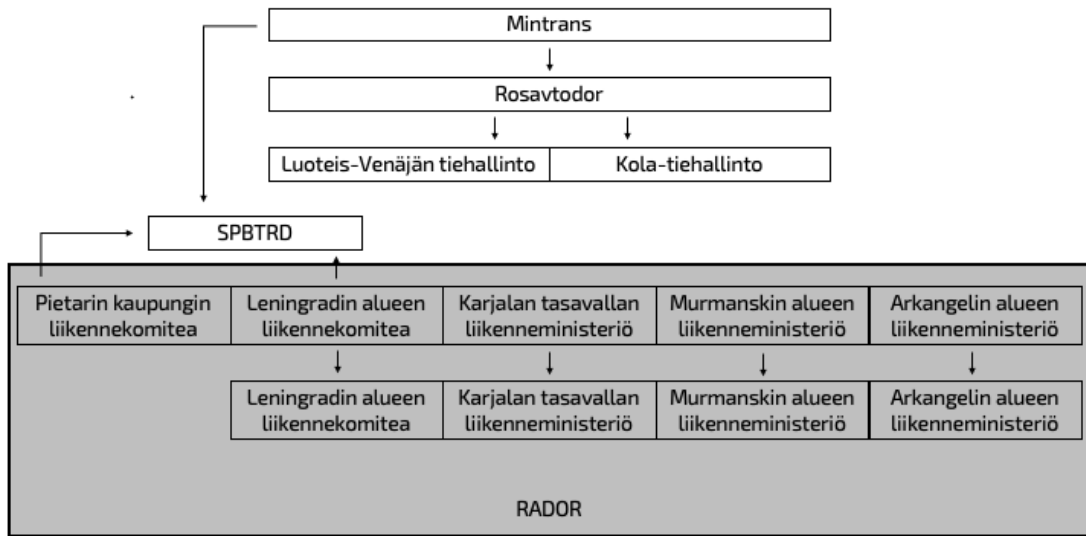 Mintrans
Rosavtodor
Luoteis-Venäjän tiehallinto
Kola-tiehallinto
SPBTRD
Pietarin kaupungin
liikennekomitea
Leningradin alueen
liikennekomitea
Karjalan tasavallan
liikenneministeriö
Murmanskin alueen
liikenneministeriö
Arkangelin alueen
liikenneministeriö
Leningradin alueen
liikennekomitea
Karjalan tasavallan
liikenneministeriö
Murmanskin alueen
liikenneministeriö
Arkangelin alueen
liikenneministeriö
RADOR